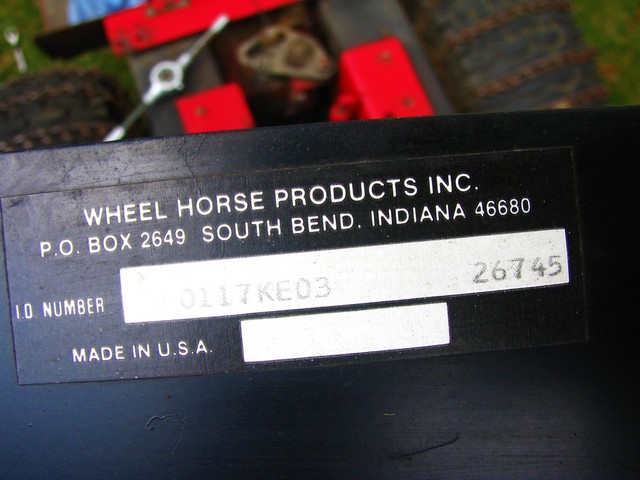 WHEEL HORSE PRODUCTS INC.
P.O. BOX 2649 SOUTH BEND, INDIANA 46680
I.D. NUMBER 0117KE03 26745
MADE IN U.S.A.